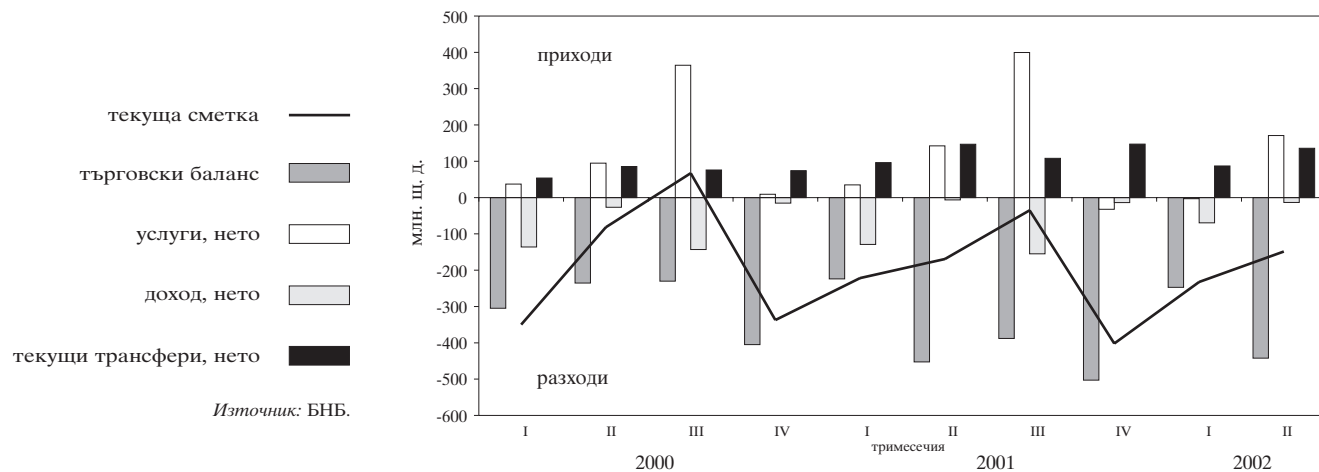 текуща сметка
търговски баланс
услуги, нето
доход, нето
текущи трансфери, нето
Източник: БНБ.
млн. щ. д.
500
400
300
200
100
0
-100
-200
-300
-400
-500
-600
приходи
разходи
I II III IV I II III IV I II
тримесечия
2000 2001 2002